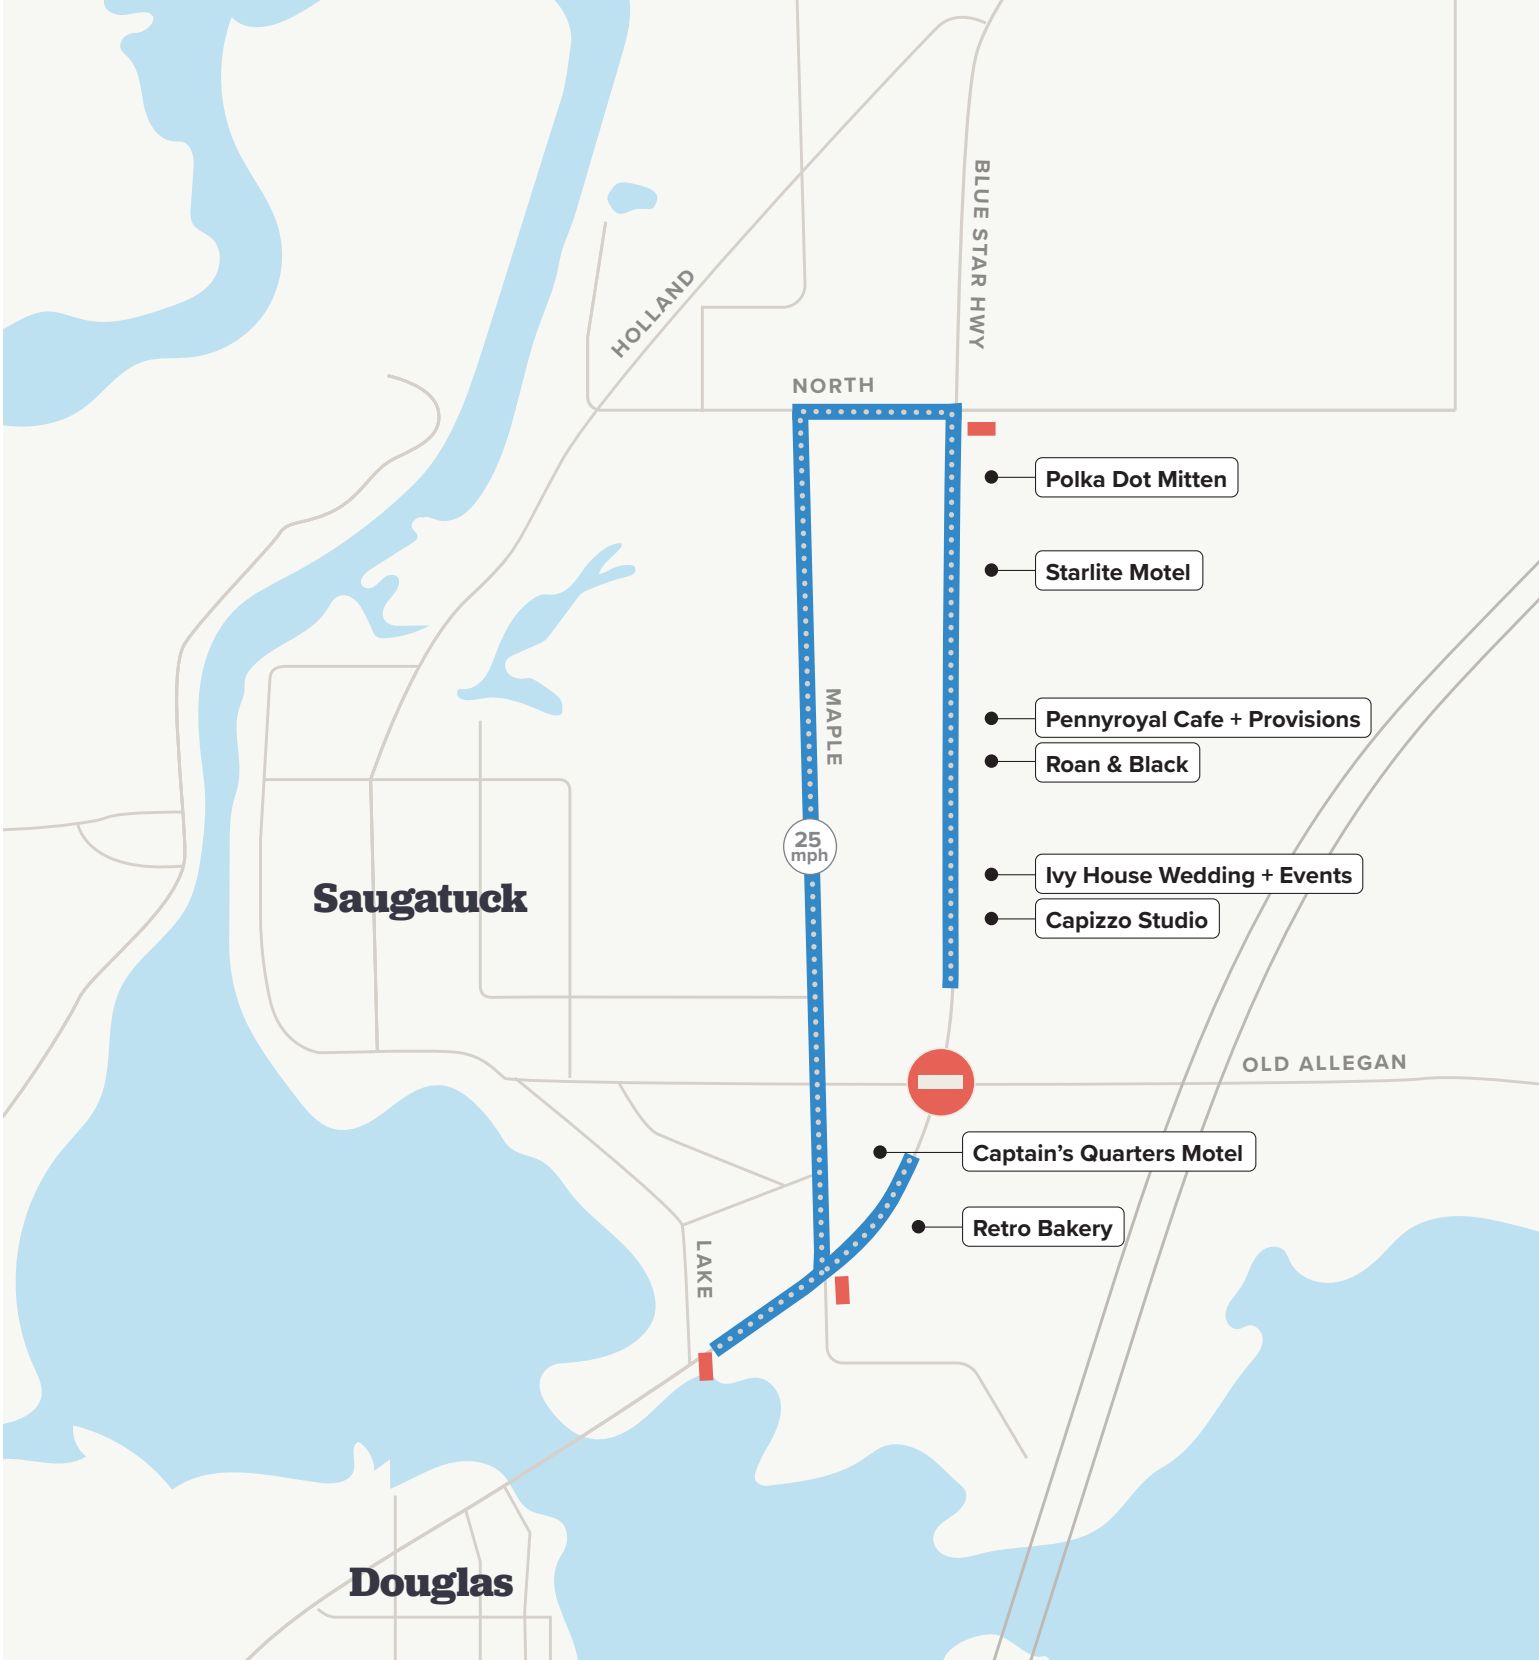 BLUE STAR HWY
HOLLAND
NORTH
Polka Dot Mitten
Starlite Motel
MAPLE
Pennyroyal Cafe + Provisions
Roan & Black
25
mph
Ivy House Wedding + Events
Saugatuck
Capizzo Studio
OLD ALLEGAN
Captain’s Quarters Motel
Retro Bakery
LAKE
Douglas